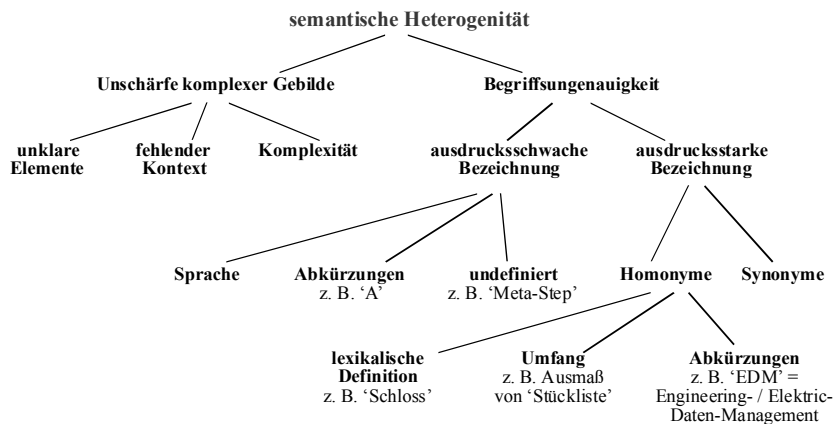 semantische Heterogenität
Unschärfe komplexer Gebilde
Begriffsungenauigkeit
unklare
Elemente
fehlender
Kontext
Komplexität
ausdrucksschwache
Bezeichnung
ausdrucksstarke
Bezeichnung
Sprache
Abkürzungen
z. B. ‘A’
undefiniert
z. B. ‘Meta-Step’
Homonyme
Synonyme
lexikalische
Definition
z. B. ‘Schloss’
Umfang
z. B. Ausmaß
von ‘Stückliste’
Abkürzungen
z. B. ‘EDM’ =
Engineering- / Elektric-
Daten-Management